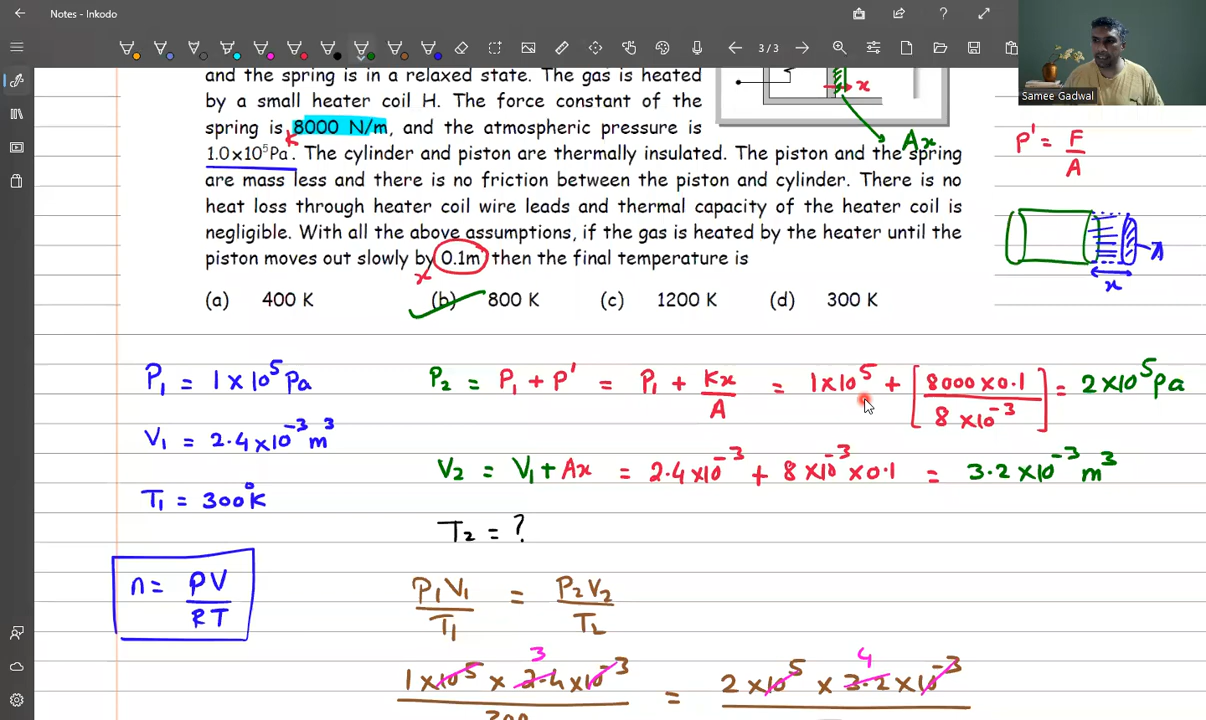 Notes - Inkodo
3/3
Samee Gadwal
and the spring is in a relaxed state. The gas is heated
by a small heater coil H. The force constant of the
spring is 8000 N/m, and the atmospheric pressure is
1.0×10⁵Pa. The cylinder and piston are thermally insulated. The piston and the spring
are mass less and there is no friction between the piston and cylinder. There is no
heat loss through heater coil wire leads and thermal capacity of the heater coil is
negligible. With all the above assumptions, if the gas is heated by the heater until the
piston moves out slowly by 0.1m then the final temperature is
x
(a) 400 K (b) 800 K (c) 1200 K (d) 300 K
x
Ax
P' = F/A
A
x
P₁ = 1×10⁵Pa
V₁ = 2.4×10⁻³m³
T₁ = 300°K
n = PV/RT
P₂ = P₁ + P' = P₁ + Kx/A = 1×10⁵ + [8000×0.1/8×10⁻³] = 2×10⁵Pa
V₂ = V₁+Ax = 2.4×10⁻³ + 8×10⁻³×0.1 = 3.2×10⁻³m³
T₂ = ?
P₁V₁/T₁ = P₂V₂/T₂
3 4
1×10⁵ × 2.4×10⁻³ = 2×10⁵ × 3.2×10⁻³
300